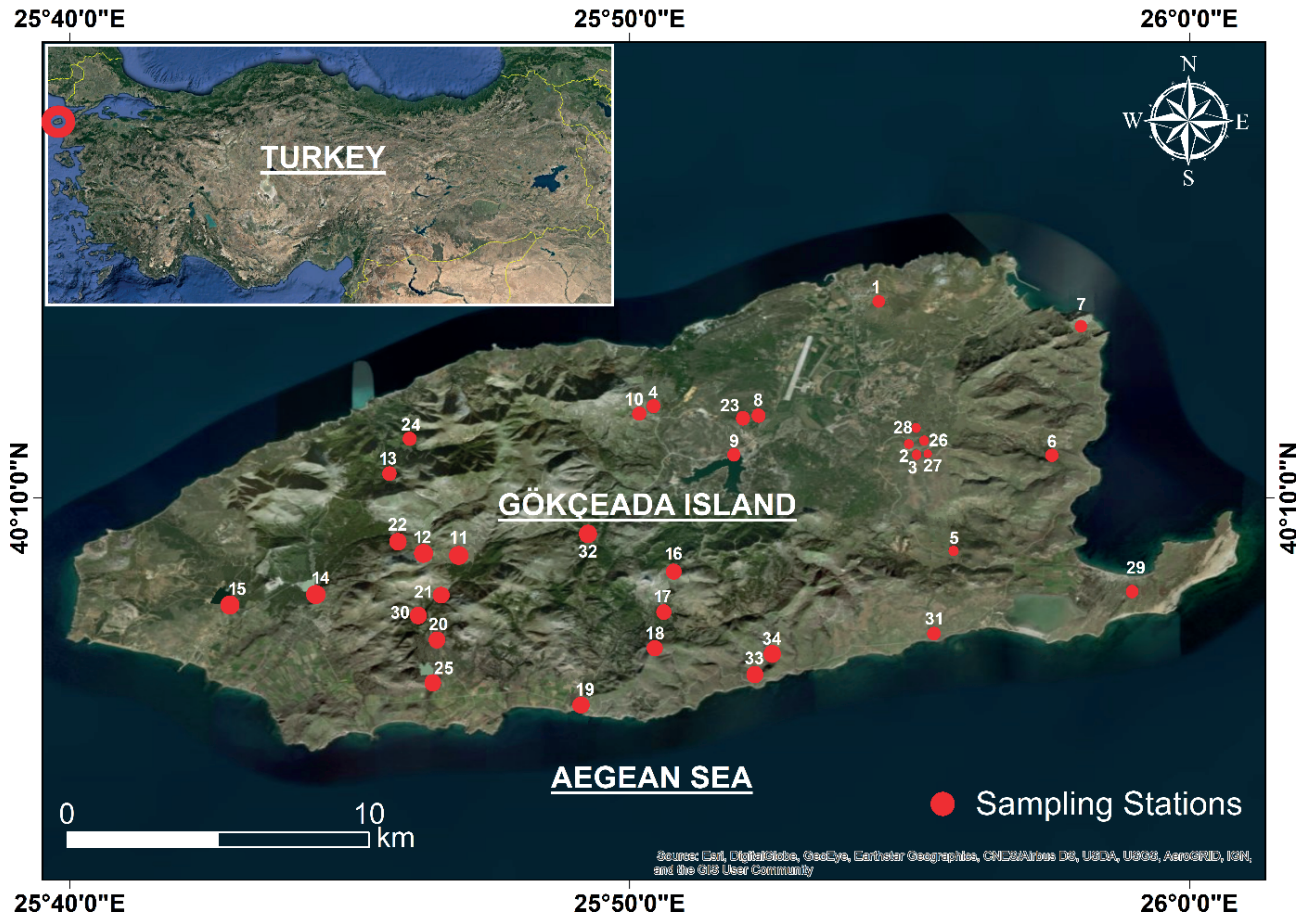 25°40'0"E
25°50'0"E
26°0'0"E
TURKEY
N
W
E
S
1
7
4
10
23
8
24
28
26
9
2
3
27
6
13
GÖKÇEADA ISLAND
22
12
11
32
5
16
15
14
21
29
17
30
20
18
31
34
33
25
19
40°10'0"N
40°10'0"N
AEGEAN SEA
0
10
km
Sampling Stations
Source: Esri, DigitalGlobe, GeoEye, Earthstar Geographics, CNES/Airbus DS, USDA, USGS, AeroGRID, IGN,
and the GIS User Community
25°40'0"E
25°50'0"E
26°0'0"E